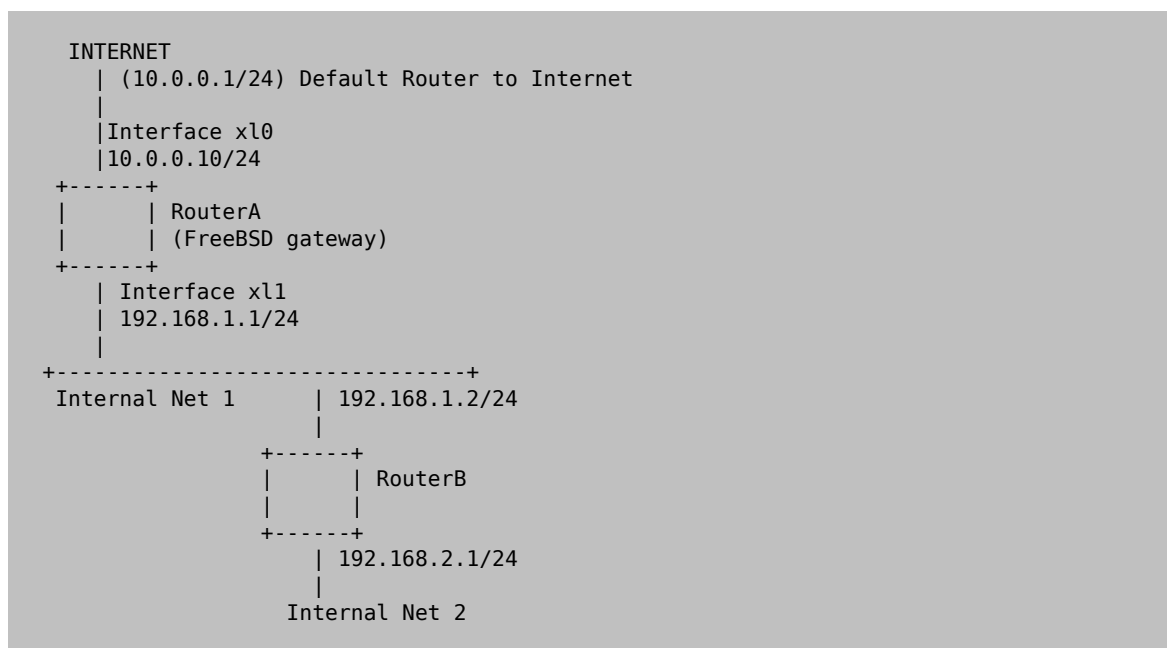 INTERNET
| (10.0.0.1/24) Default Router to Internet
|
|Interface xl0
|10.0.0.10/24
+------+
|      | RouterA
|      | (FreeBSD gateway)
+------+
| Interface xl1
| 192.168.1.1/24
|
+--------------------------------+
Internal Net 1      | 192.168.1.2/24
|
+------+
|      | RouterB
|      |
+------+
| 192.168.2.1/24
|
Internal Net 2